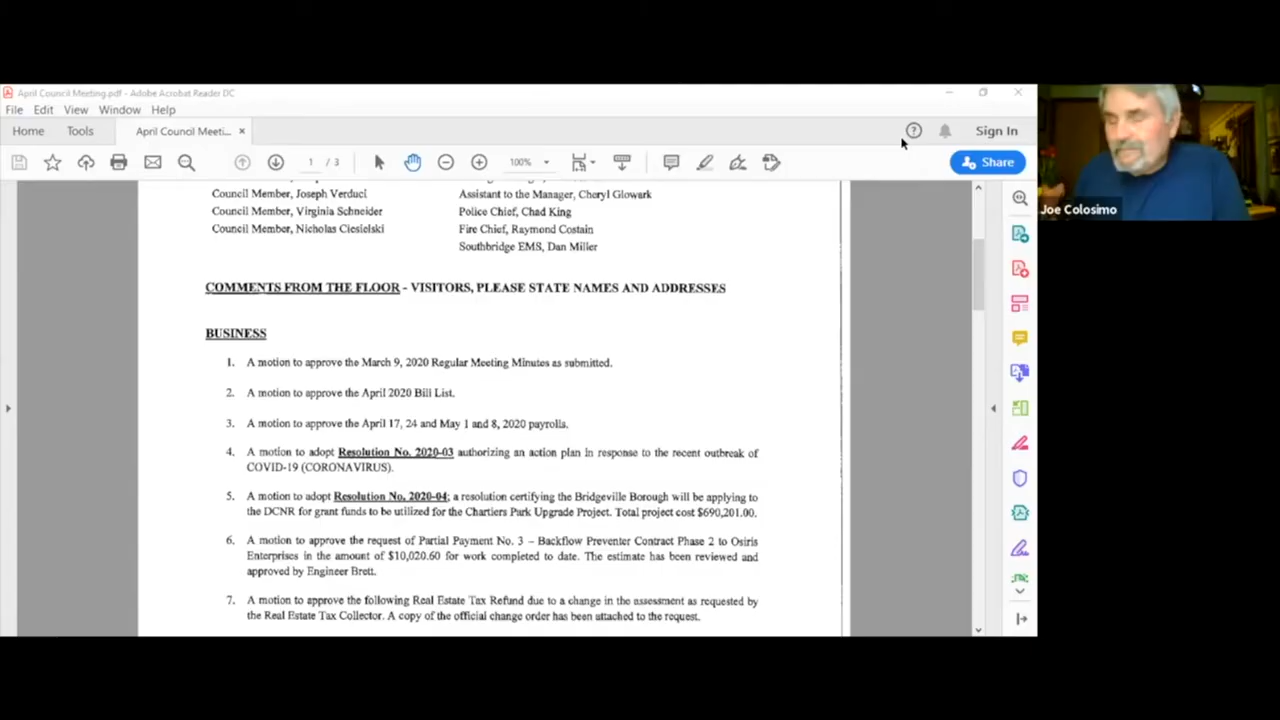 April Council Meeting.pdf - Adobe Acrobat Reader DC
File Edit View Window Help
Home Tools April Council Meeti... Sign In
1 / 3 100% Share
Joe Colosimo
Council Member, Joseph Verduci
Council Member, Virginia Schneider
Council Member, Nicholas Ciesielski
Assistant to the Manager, Cheryl Glowark
Police Chief, Chad King
Fire Chief, Raymond Costain
Southbridge EMS, Dan Miller
COMMENTS FROM THE FLOOR - VISITORS, PLEASE STATE NAMES AND ADDRESSES
BUSINESS
1. A motion to approve the March 9, 2020 Regular Meeting Minutes as submitted.
2. A motion to approve the April 2020 Bill List.
3. A motion to approve the April 17, 24 and May 1 and 8, 2020 payrolls.
4. A motion to adopt Resolution No. 2020-03 authorizing an action plan in response to the recent outbreak of
COVID-19 (CORONAVIRUS).
5. A motion to adopt Resolution No. 2020-04; a resolution certifying the Bridgeville Borough will be applying to
the DCNR for grant funds to be utilized for the Chartiers Park Upgrade Project. Total project cost $690,201.00.
6. A motion to approve the request of Partial Payment No. 3 – Backflow Preventer Contract Phase 2 to Osiris
Enterprises in the amount of $10,020.60 for work completed to date. The estimate has been reviewed and
approved by Engineer Brett.
7. A motion to approve the following Real Estate Tax Refund due to a change in the assessment as requested by
the Real Estate Tax Collector. A copy of the official change order has been attached to the request.